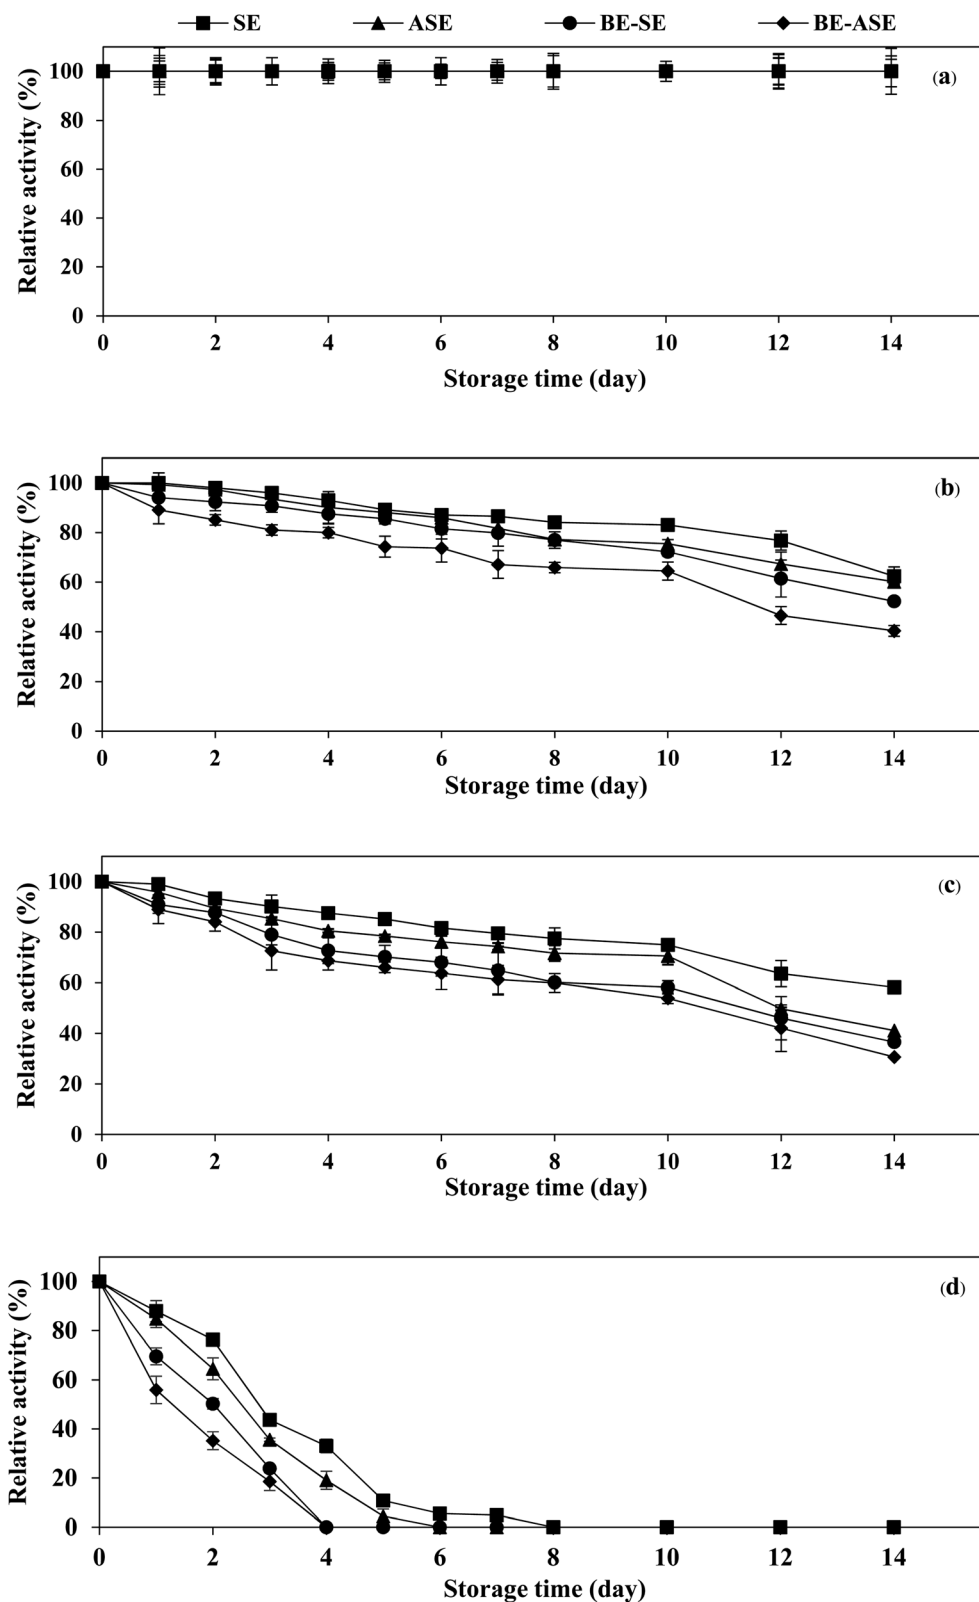 SE ASE BE-SE BE-ASE
(a)
Relative activity (%)
100
80
60
40
20
0
0 2 4 6 8 10 12 14
Storage time (day)
(b)
Relative activity (%)
100
80
60
40
20
0
0 2 4 6 8 10 12 14
Storage time (day)
(c)
Relative activity (%)
100
80
60
40
20
0
0 2 4 6 8 10 12 14
Storage time (day)
(d)
Relative activity (%)
100
80
60
40
20
0
0 2 4 6 8 10 12 14
Storage time (day)